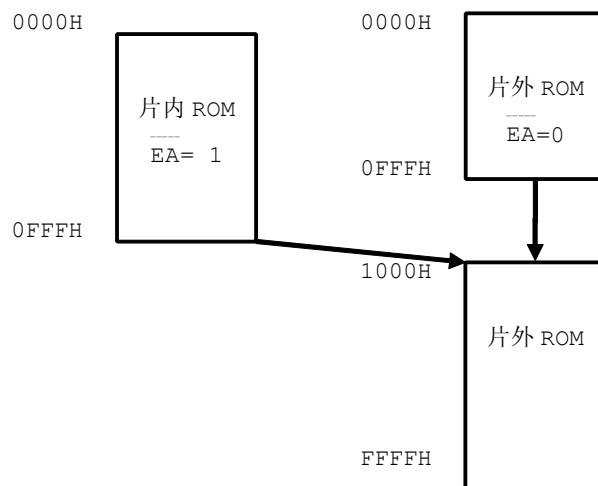 0000H
片内 ROM
EA= 1
0FFFH
0000H
片外 ROM
EA=0
0FFFH
1000H
片外 ROM
FFFFH